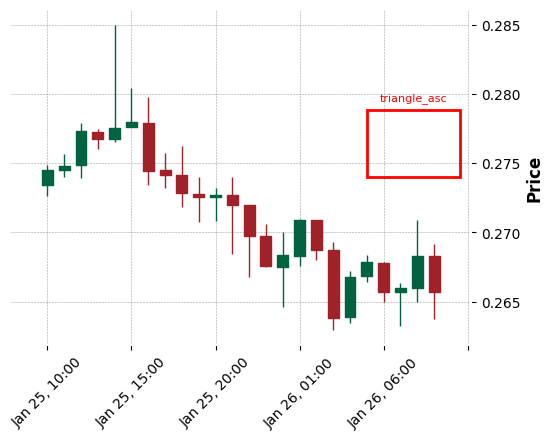 0.285
0.280
triangle_asc
0.275
Price
0.270
0.265
Jan 25, 10:00
Jan 25, 15:00
Jan 25, 20:00
Jan 26, 01:00
Jan 26, 06:00